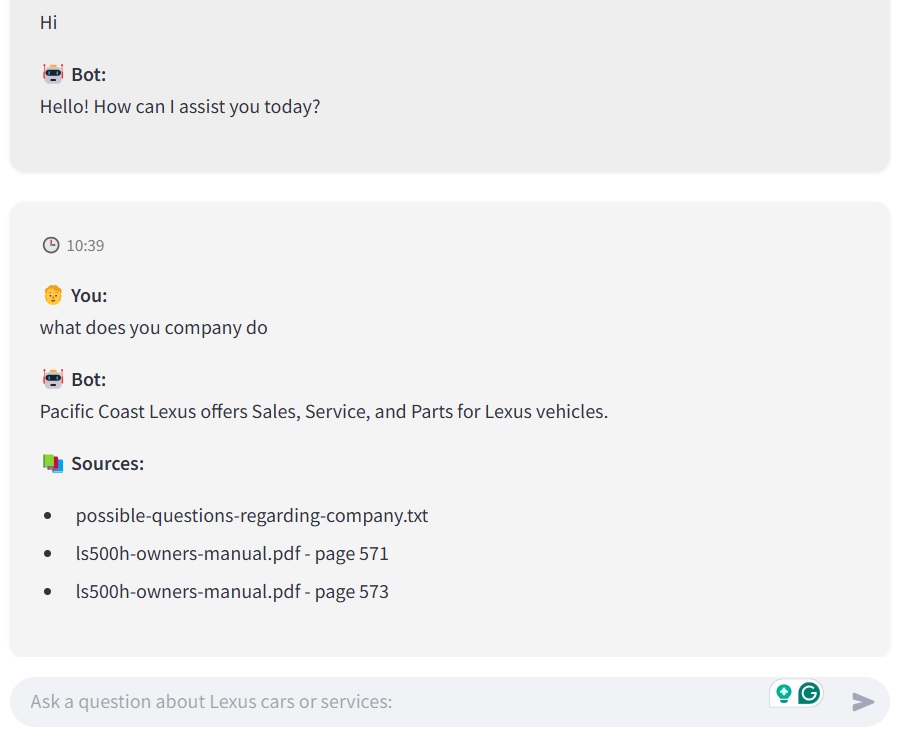 Hi
Bot:
Hello! How can I assist you today?
10:39
You:
what does you company do
Bot:
Pacific Coast Lexus offers Sales, Service, and Parts for Lexus vehicles.
Sources:
possible-questions-regarding-company.txt
ls500h-owners-manual.pdf - page 571
ls500h-owners-manual.pdf - page 573
Ask a question about Lexus cars or services: